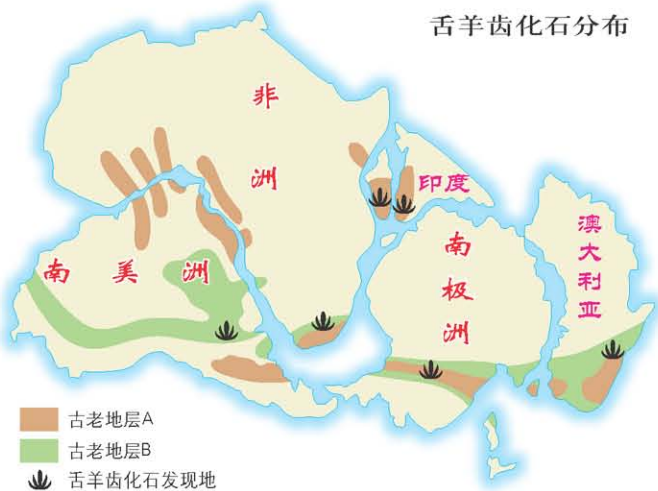 舌羊齿化石分布
非洲
印度
南美洲
南极洲
澳大利亚
古老地层A
古老地层B
舌羊齿化石发现地